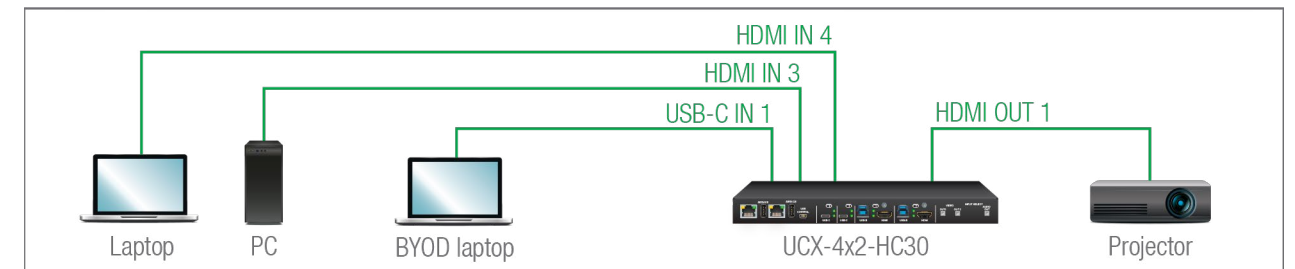 HDMI IN 4
HDMI IN 3
USB-C IN 1
HDMI OUT 1
Laptop
PC
BYOD laptop
UCX-4x2-HC30
Projector